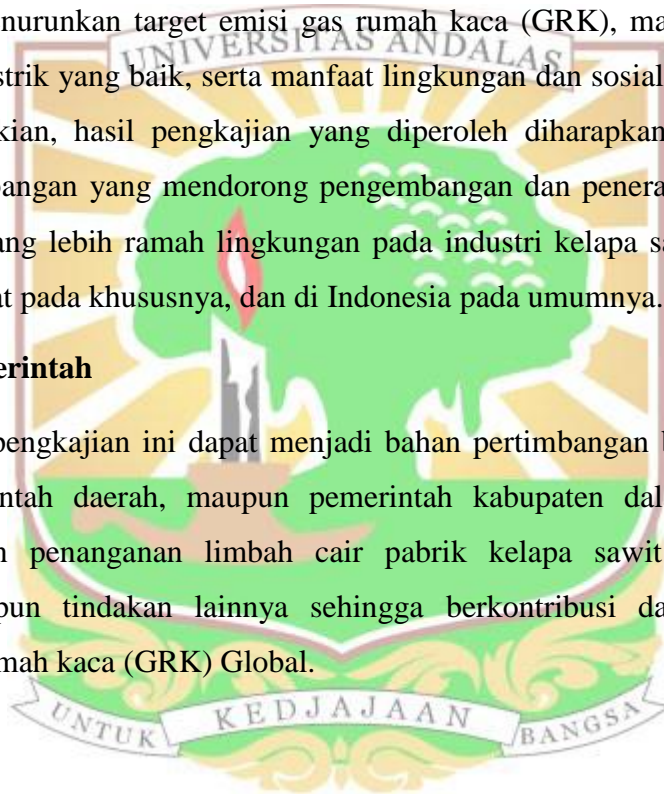 nurunkan target emisi gas rumah kaca (GRK), ma
UNIVERSITAS ANDALAS
strik yang baik, serta manfaat lingkungan dan sosial
kian, hasil pengkajian yang diperoleh diharapkan
bangan yang mendorong pengembangan dan penera
ang lebih ramah lingkungan pada industri kelapa sa
at pada khususnya, dan di Indonesia pada umumnya.
erintah
pengkajian ini dapat menjadi bahan pertimbangan b
ntah daerah, maupun pemerintah kabupaten dal
n penanganan limbah cair pabrik kelapa sawit
pun tindakan lainnya sehingga berkontribusi da
mah kaca (GRK) Global.
UNTUK KEDJAJAAN BANGSA